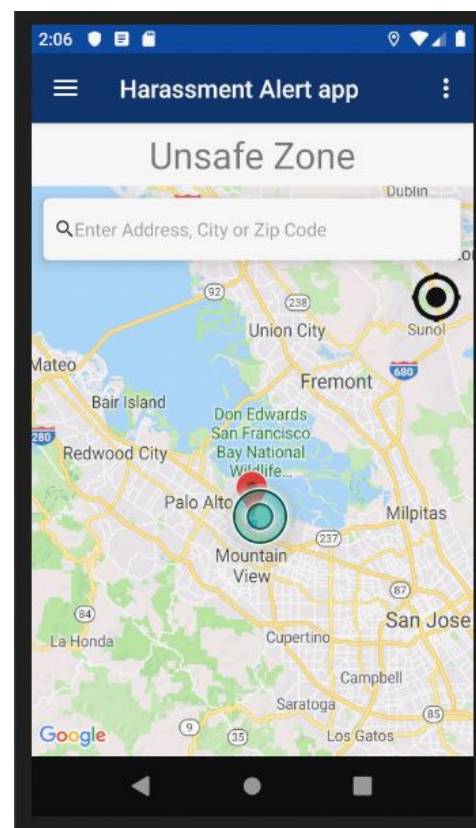 2:06
Harassment Alert app
Unsafe Zone
Dublin
Enter Address, City or Zip Code
92
238
Union City
Sunol
Mateo
680
Fremont
Bair Island
Don Edwards
San Francisco
Bay National
Wildlife...
280
Redwood City
Palo Alto
Milpitas
237
Mountain
View
87
84
San Jose
La Honda
Cupertino
Campbell
Saratoga
85
Google
9
35
Los Gatos